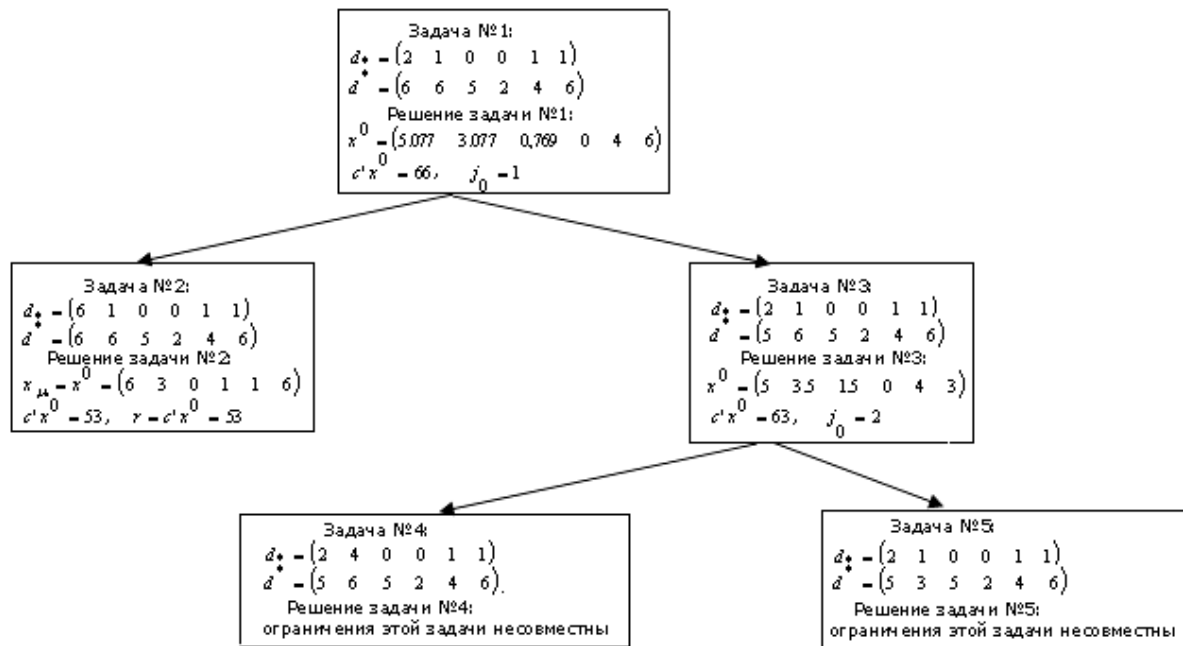 Задача №1:
d* = (2 1 0 0 1 1)
d* = (6 6 5 2 4 6)
Решение задачи №1:
x⁰ = (5.077 3.077 0,769 0 4 6)
c'x⁰ = 66, j₀ = 1
Задача №2:
d* = (6 1 0 0 1 1)
d* = (6 6 5 2 4 6)
Решение задачи №2:
x_μ = x⁰ = (6 3 0 1 1 6)
c'x⁰ = 53, r = c'x⁰ = 53
Задача №3:
d* = (2 1 0 0 1 1)
d* = (5 6 5 2 4 6)
Решение задачи №3:
x⁰ = (5 3.5 1.5 0 4 3)
c'x⁰ = 63, j₀ = 2
Задача №4:
d* = (2 4 0 0 1 1)
d* = (5 6 5 2 4 6).
Решение задачи №4:
ограничения этой задачи несовместны
Задача №5:
d* = (2 1 0 0 1 1)
d* = (5 3 5 2 4 6)
Решение задачи №5:
ограничения этой задачи несовместны